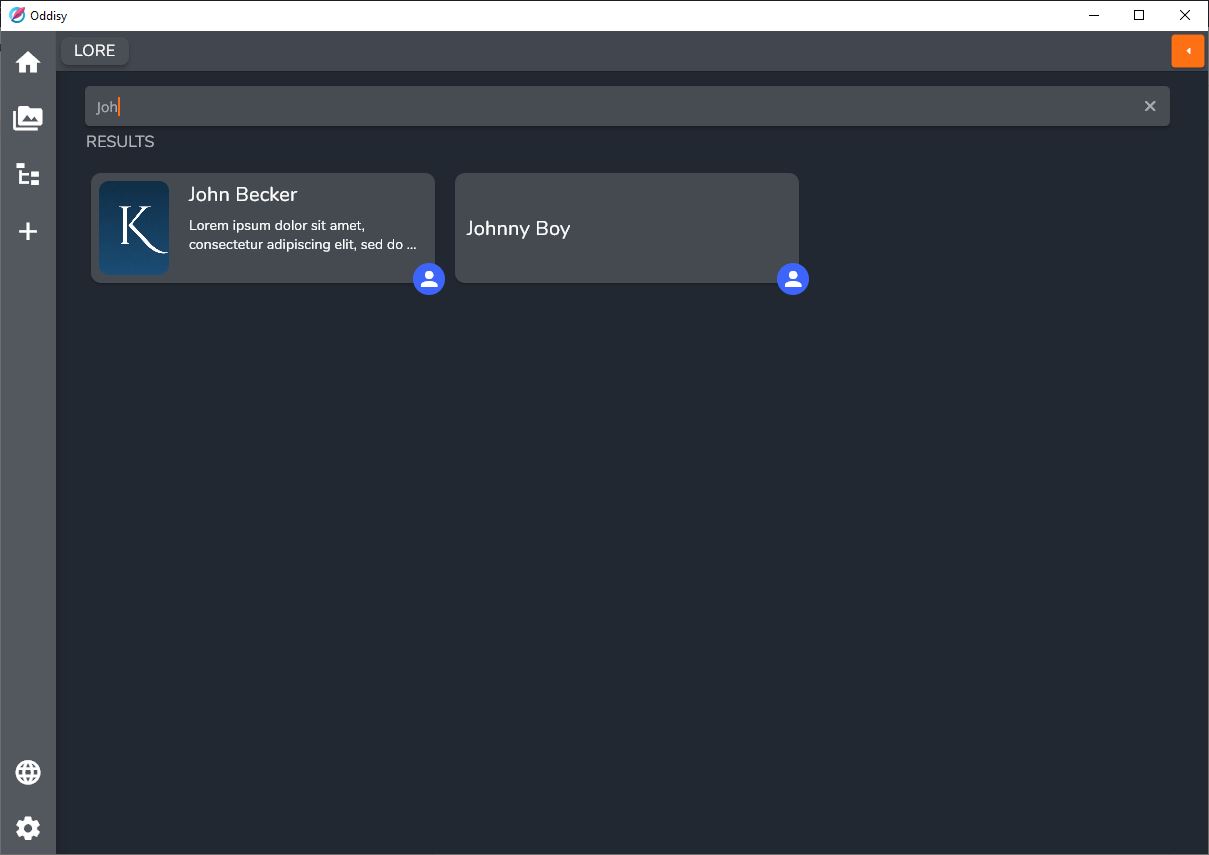 Oddisy
LORE
Joh
RESULTS
K
John Becker
Lorem ipsum dolor sit amet,
consectetur adipiscing elit, sed do ...
Johnny Boy